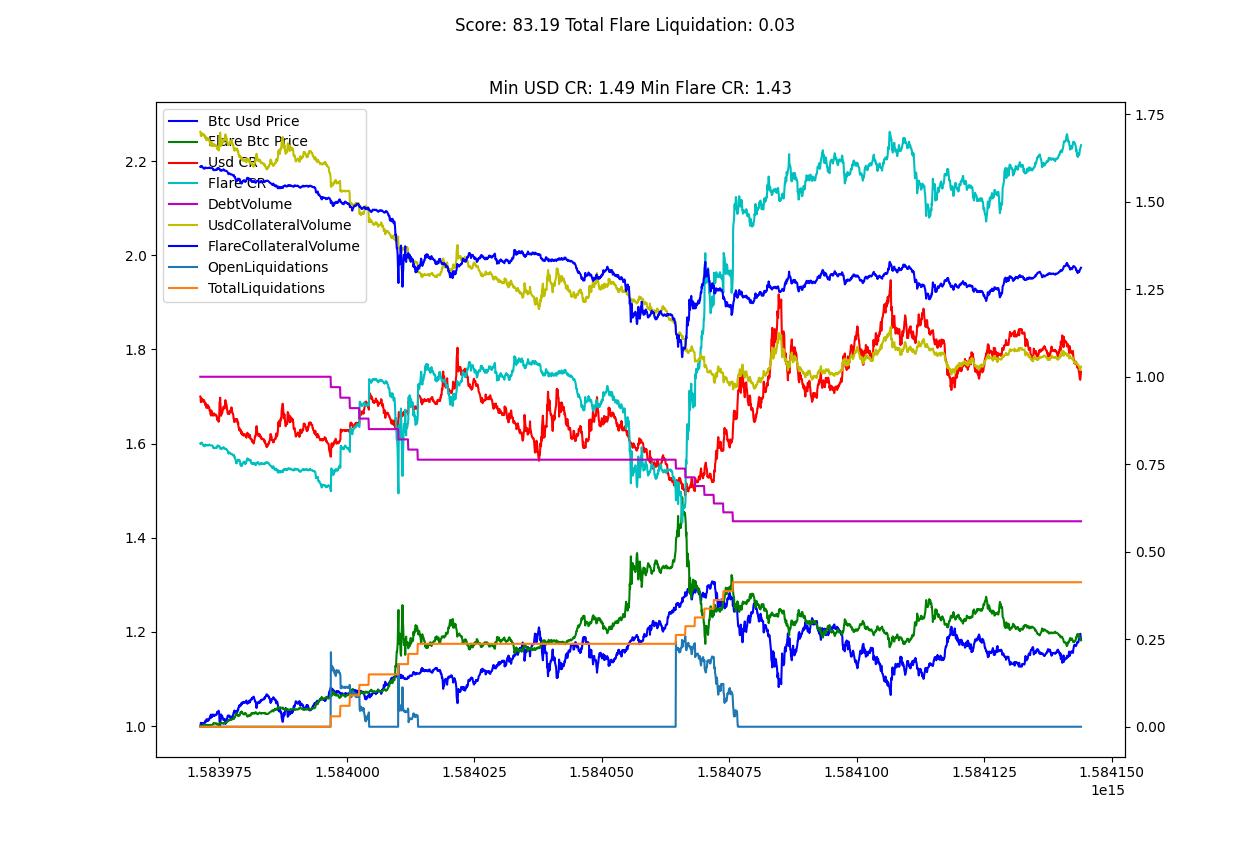 Score: 83.19 Total Flare Liquidation: 0.03
Min USD CR: 1.49 Min Flare CR: 1.43
Btc Usd Price
Flare Btc Price
Usd CR
Flare CR
DebtVolume
UsdCollateralVolume
FlareCollateralVolume
OpenLiquidations
TotalLiquidations
2.2
2.0
1.8
1.6
1.4
1.2
1.0
1.75
1.50
1.25
1.00
0.75
0.50
0.25
0.00
1.583975
1.584000
1.584025
1.584050
1.584075
1.584100
1.584125
1.584150
1e15